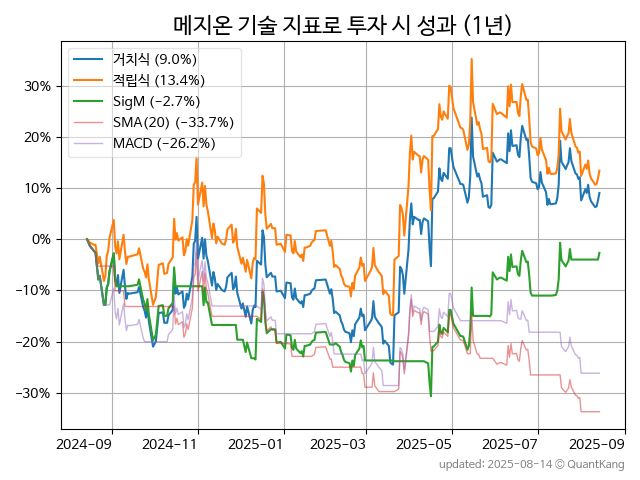 메지온 기술 지표로 투자 시 성과 (1년)
거치식 (9.0%)
적립식 (13.4%)
SigM (−2.7%)
SMA(20) (−33.7%)
MACD (−26.2%)
30%
20%
10%
0%
−10%
−20%
−30%
2024-09 2024-11 2025-01 2025-03 2025-05 2025-07 2025-09
updated: 2025-08-14 © QuantKang